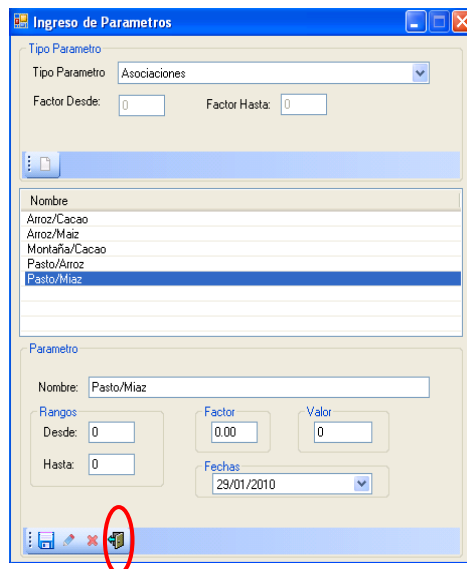 Ingreso de Parametros
Tipo Parametro
Tipo Parametro Asociaciones
Factor Desde: 0 Factor Hasta: 0
Nombre
Arroz/Cacao
Arroz/Maiz
Montaña/Cacao
Pasto/Arroz
Pasto/Miaz
Parametro
Nombre: Pasto/Miaz
Rangos Factor Valor
Desde: 0 0.00 0
Hasta: 0
Fechas
29/01/2010